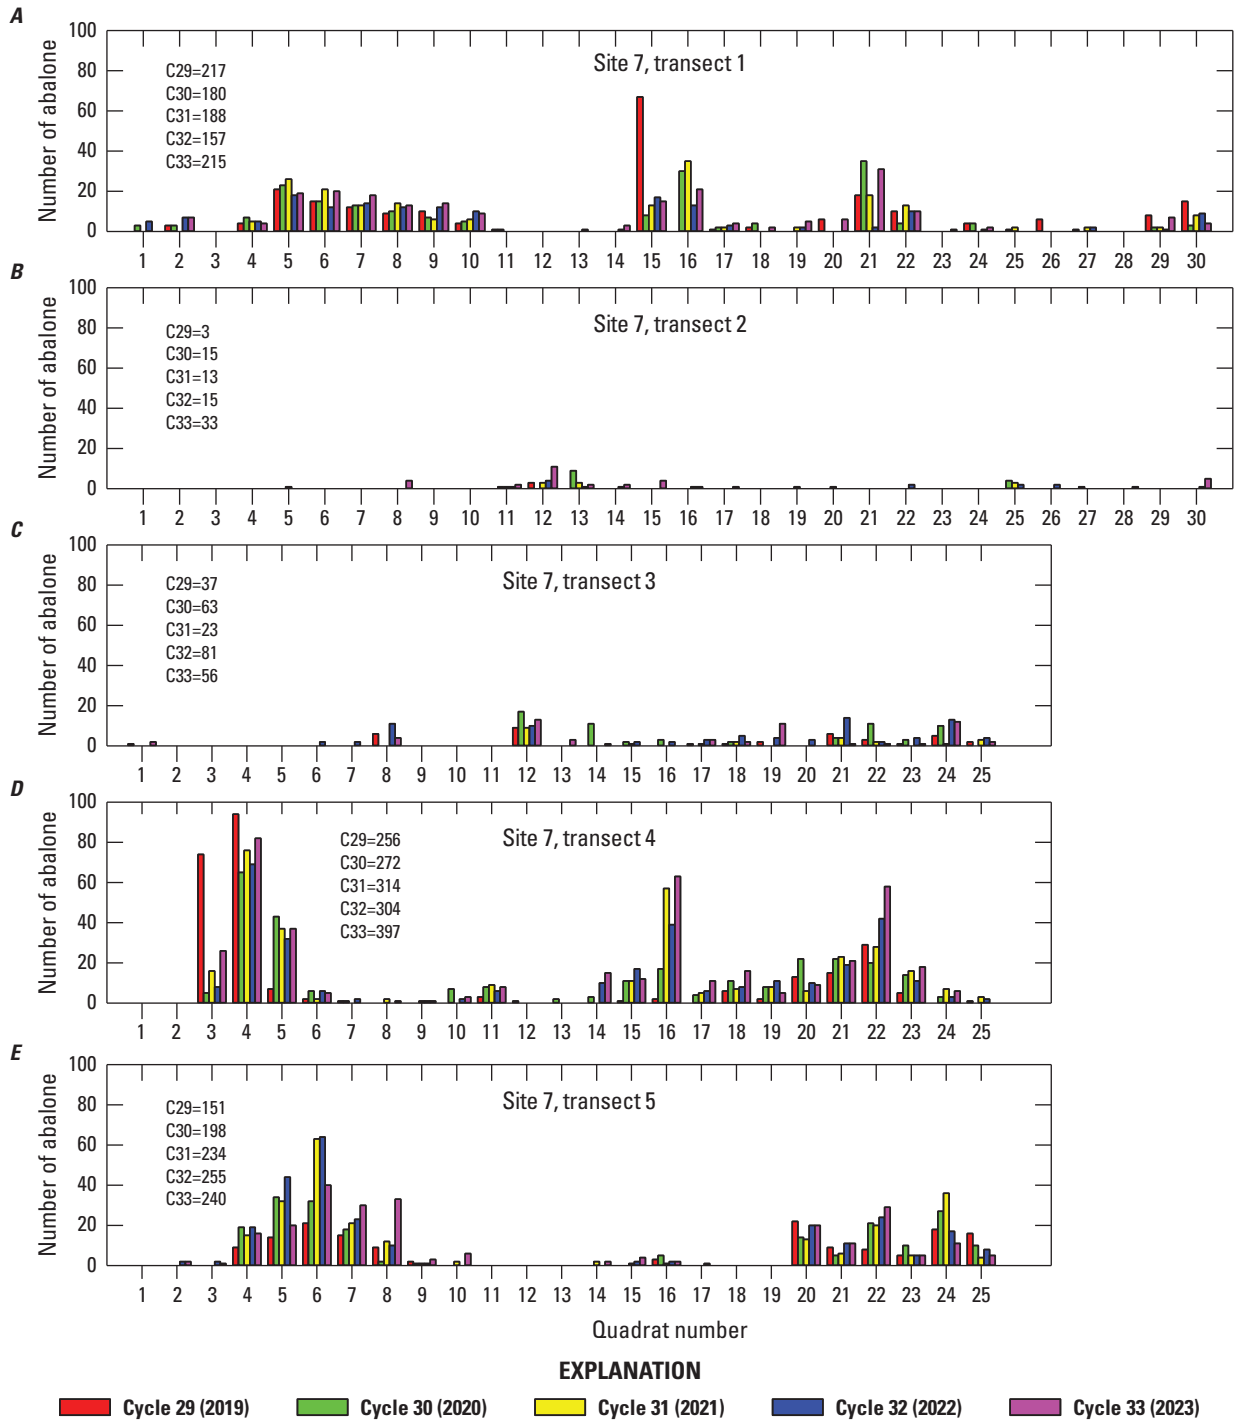 A
100
80
60
40
20
0
Number of abalone
Site 7, transect 1
C29=217
C30=180
C31=188
C32=157
C33=215
1 2 3 4 5 6 7 8 9 10 11 12 13 14 15 16 17 18 19 20 21 22 23 24 25 26 27 28 29 30
B
100
80
60
40
20
0
Number of abalone
Site 7, transect 2
C29=3
C30=15
C31=13
C32=15
C33=33
1 2 3 4 5 6 7 8 9 10 11 12 13 14 15 16 17 18 19 20 21 22 23 24 25 26 27 28 29 30
C
100
80
60
40
20
0
Number of abalone
Site 7, transect 3
C29=37
C30=63
C31=23
C32=81
C33=56
1 2 3 4 5 6 7 8 9 10 11 12 13 14 15 16 17 18 19 20 21 22 23 24 25
D
100
80
60
40
20
0
Number of abalone
Site 7, transect 4
C29=256
C30=272
C31=314
C32=304
C33=397
1 2 3 4 5 6 7 8 9 10 11 12 13 14 15 16 17 18 19 20 21 22 23 24 25
E
100
80
60
40
20
0
Number of abalone
Site 7, transect 5
C29=151
C30=198
C31=234
C32=255
C33=240
1 2 3 4 5 6 7 8 9 10 11 12 13 14 15 16 17 18 19 20 21 22 23 24 25
Quadrat number
EXPLANATION
Cycle 29 (2019) Cycle 30 (2020) Cycle 31 (2021) Cycle 32 (2022) Cycle 33 (2023)